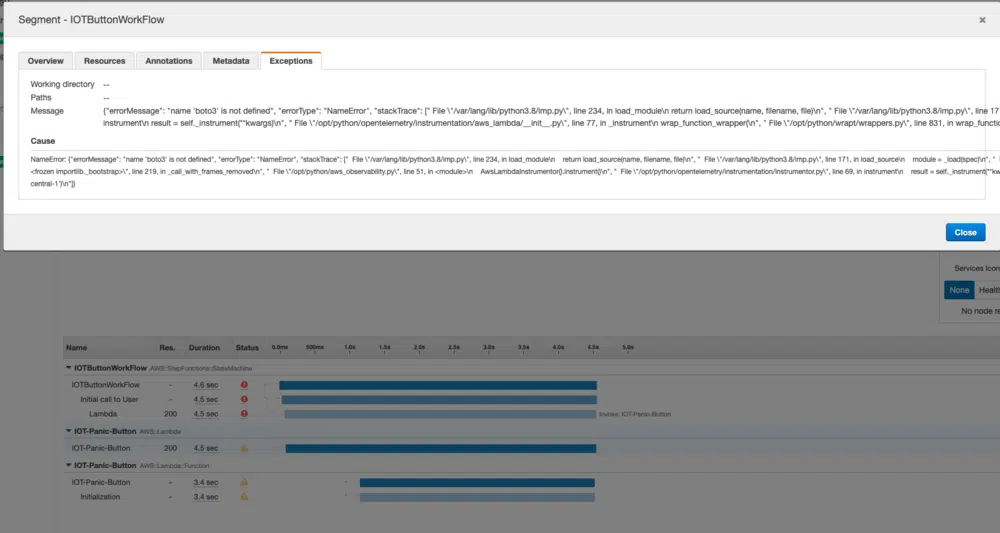 Segment - IOTButtonWorkFlow
Overview Resources Annotations Metadata Exceptions
Working directory --
Paths --
Message {"errorMessage": "name 'boto3' is not defined", "errorType": "NameError", "stackTrace": [" File \"/var/lang/lib/python3.8/imp.py\", line 234, in load_module\n return load_source(name, filename, file)\n", " File \"/var/lang/lib/python3.8/imp.py\", line 17
instrument\n result = self._instrument(**kwargs)\n", " File \"/opt/python/opentelemetry/instrumentation/aws_lambda/__init__.py\", line 77, in _instrument\n wrap_function_wrapper(\n", " File \"/opt/python/wrapt/wrappers.py\", line 831, in wrap_func
Cause
NameError: {"errorMessage": "name 'boto3' is not defined", "errorType": "NameError", "stackTrace": [" File \"/var/lang/lib/python3.8/imp.py\", line 234, in load_module\n return load_source(name, filename, file)\n", " File \"/var/lang/lib/python3.8/imp.py\", line 171, in load_source\n module = _load(spec)\n", "
<frozen importlib._bootstrap>\", line 219, in _call_with_frames_removed\n", " File \"/opt/python/aws_observability.py\", line 51, in <module>\n AwsLambdaInstrumentor().instrument()\n", " File \"/opt/python/opentelemetry/instrumentation/instrumentor.py\", line 69, in instrument\n result = self._instrument(**kw
central-1')\n"]}
Close
Services Icon
None Health
No node re
Name Res. Duration Status 0.0ms 500ms 1.0s 1.5s 2.0s 2.5s 3.0s 3.5s 4.0s 4.5s 5.0s
IOTButtonWorkFlow AWS::StepFunctions::StateMachine
IOTButtonWorkFlow - 4.6 sec
Initial call to User - 4.5 sec
Lambda 200 4.5 sec Invoke: IOT-Panic-Button
IOT-Panic-Button AWS::Lambda
IOT-Panic-Button 200 4.5 sec
IOT-Panic-Button AWS::Lambda::Function
IOT-Panic-Button - 3.4 sec
Initialization - 3.4 sec